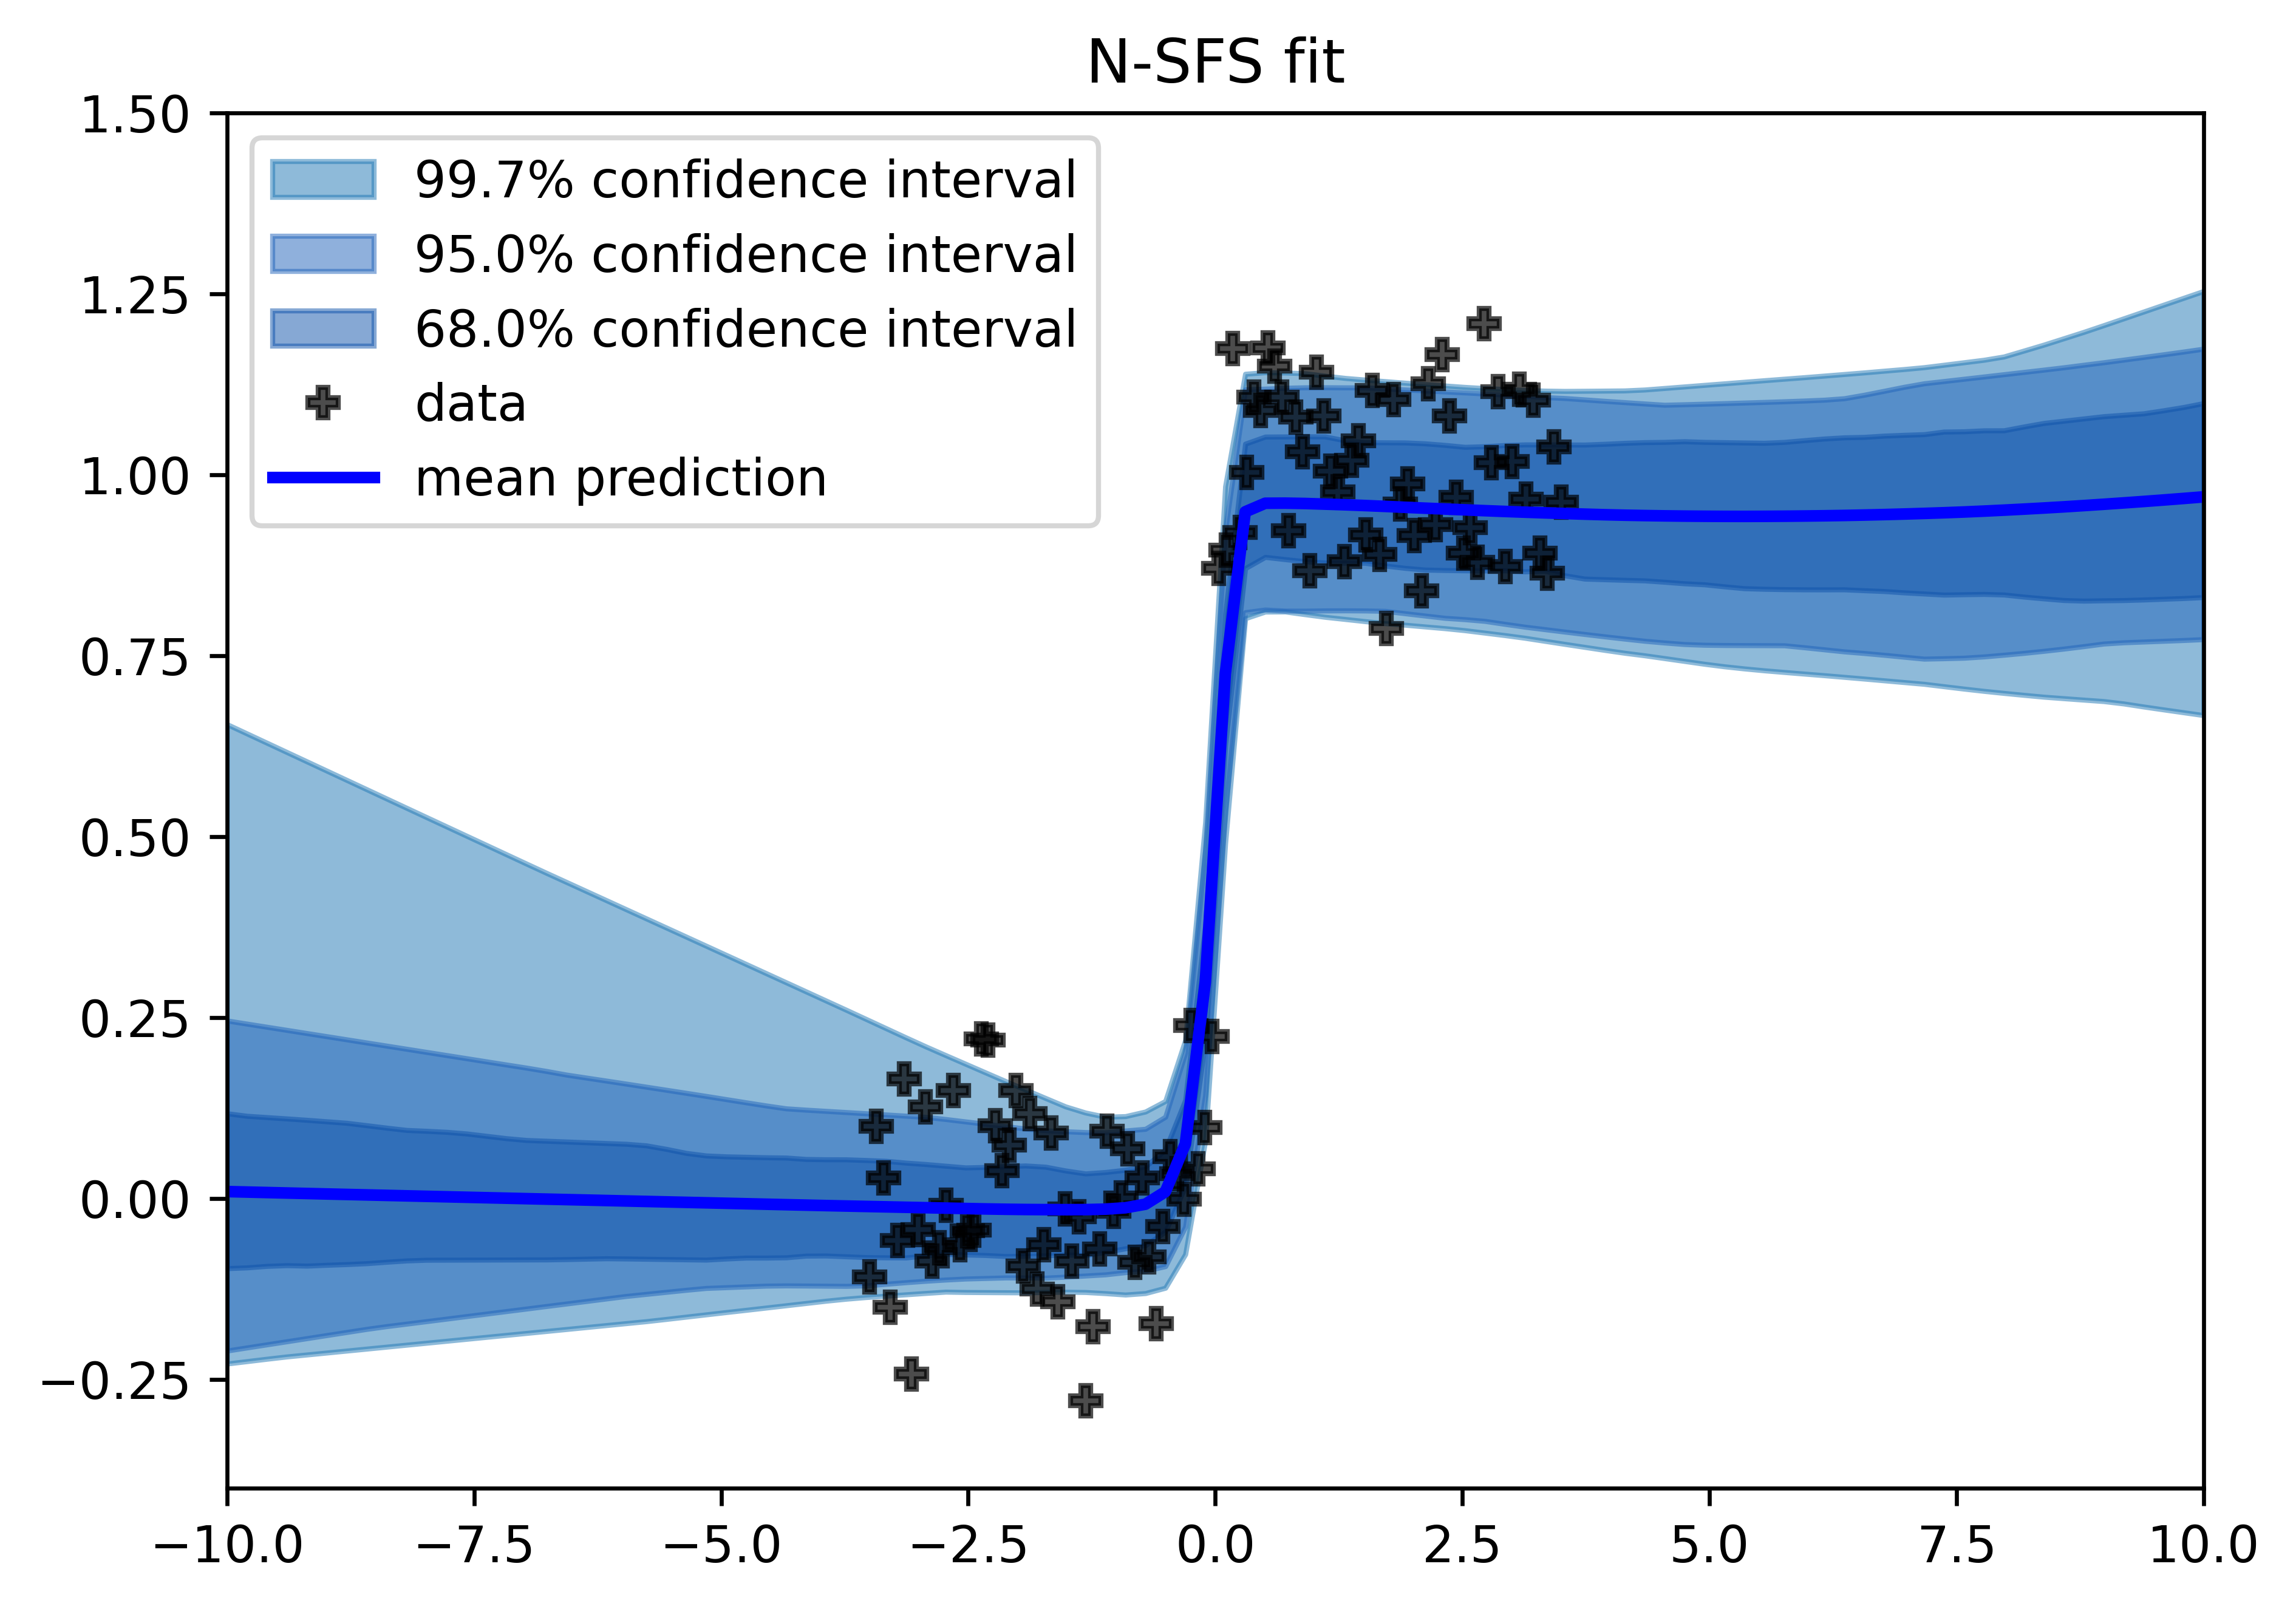 N-SFS fit
1.50
1.25
1.00
0.75
0.50
0.25
0.00
−0.25
99.7% confidence interval
95.0% confidence interval
68.0% confidence interval
data
mean prediction
−10.0 −7.5 −5.0 −2.5 0.0 2.5 5.0 7.5 10.0